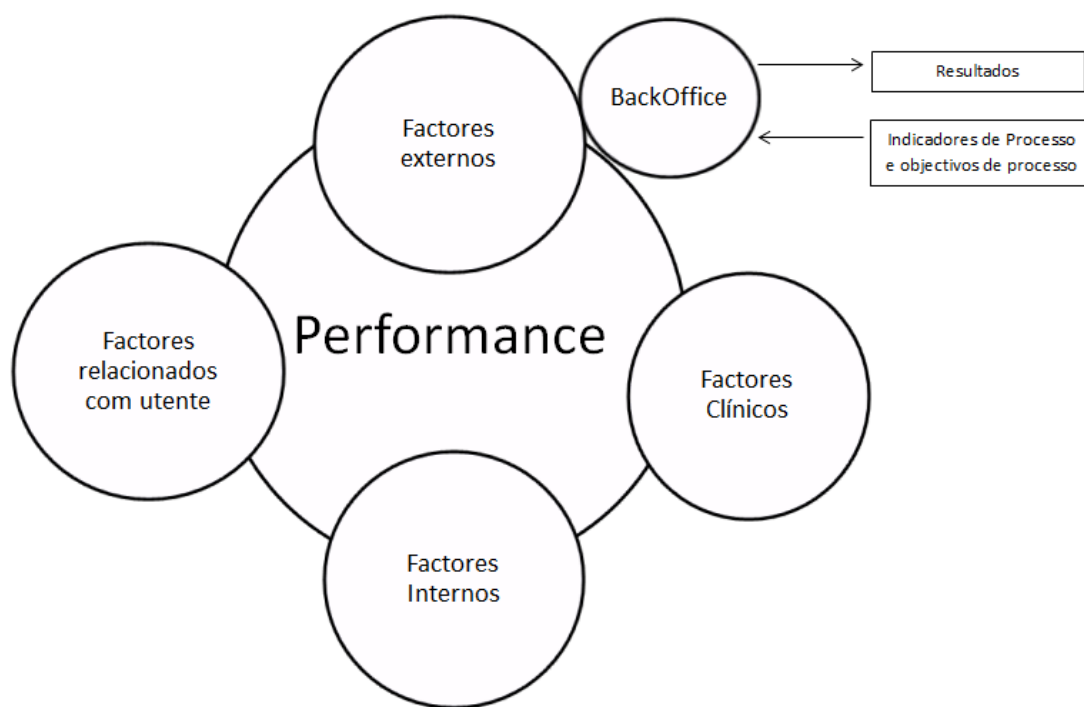 Factores
externos
BackOffice
Resultados
Indicadores de Processo
e objectivos de processo
Factores
relacionados
com utente
Performance
Factores
Clínicos
Factores
Internos